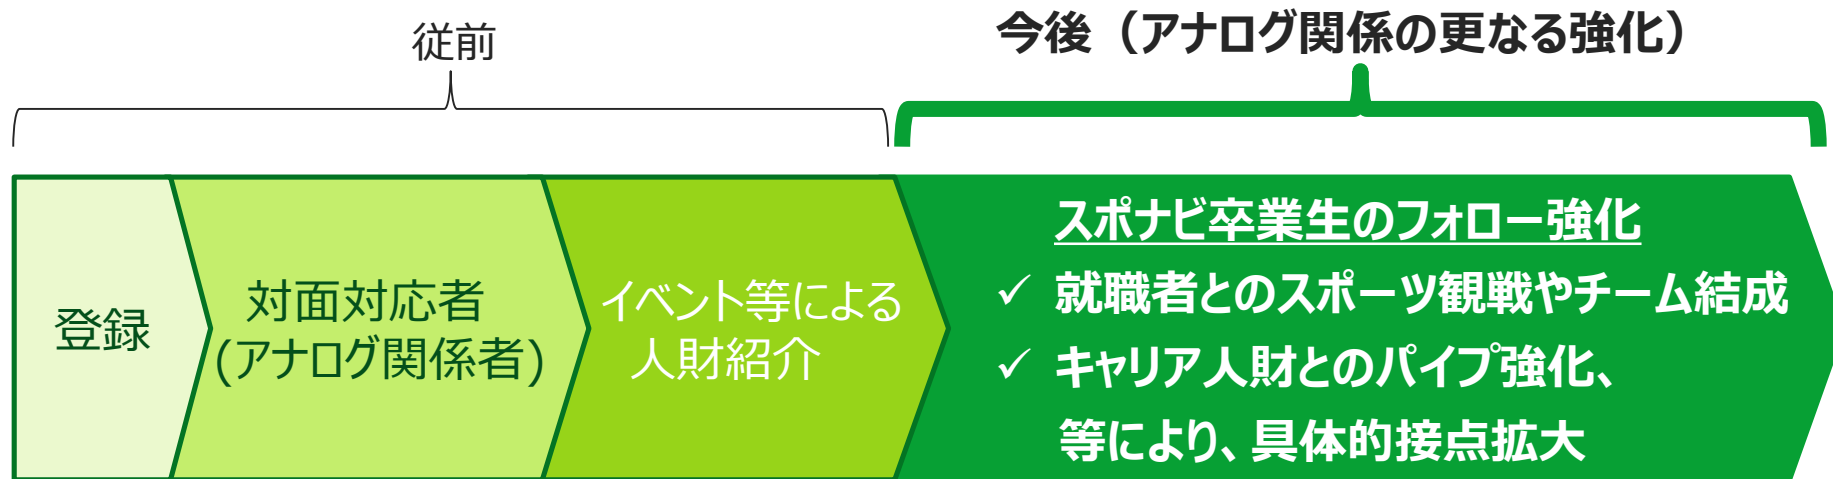 従前
今後（アナログ関係の更なる強化）
登録
対面対応者
(アナログ関係者)
イベント等による
人財紹介
スポナビ卒業生のフォロー強化
✓ 就職者とのスポーツ観戦やチーム結成
✓ キャリア人財とのパイプ強化、
等により、具体的接点拡大